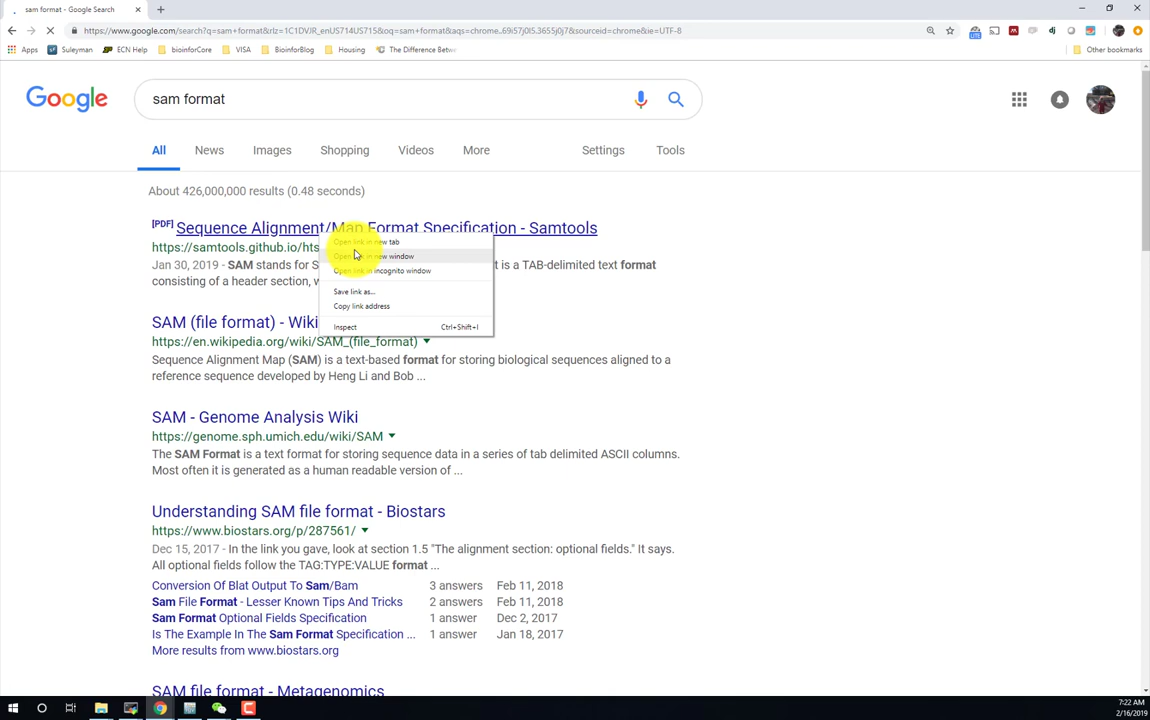 sam format - Google Search
https://www.google.com/search?q=sam+format&rlz=1C1DVJR_enUS714US715&oq=sam+format&aqs=chrome..69i57j0l5.3655j0j7&sourceid=chrome&ie=UTF-8
Apps Suleyman ECN Help bioinforCore VISA BioinforBlog Housing The Difference Betw Other bookmarks
Google sam format
All News Images Shopping Videos More Settings Tools
About 426,000,000 results (0.48 seconds)
[PDF] Sequence Alignment/Map Format Specification - Samtools
https://samtools.github.io/hts
Open link in new tab
Open link in new window
Open link in incognito window
Save link as...
Copy link address
Inspect Ctrl+Shift+I
Jan 30, 2019 - SAM stands for S t is a TAB-delimited text format
consisting of a header section,
SAM (file format) - Wiki
https://en.wikipedia.org/wiki/SAM_(file_format)
Sequence Alignment Map (SAM) is a text-based format for storing biological sequences aligned to a
reference sequence developed by Heng Li and Bob ...
SAM - Genome Analysis Wiki
https://genome.sph.umich.edu/wiki/SAM
The SAM Format is a text format for storing sequence data in a series of tab delimited ASCII columns.
Most often it is generated as a human readable version of ...
Understanding SAM file format - Biostars
https://www.biostars.org/p/287561/
Dec 15, 2017 - In the link you gave, look at section 1.5 "The alignment section: optional fields." It says.
All optional fields follow the TAG:TYPE:VALUE format ...
Conversion Of Blat Output To Sam/Bam 3 answers Feb 11, 2018
Sam File Format - Lesser Known Tips And Tricks 2 answers Feb 11, 2018
Sam Format Optional Fields Specification 1 answer Dec 2, 2017
Is The Example In The Sam Format Specification ... 1 answer Jan 18, 2017
More results from www.biostars.org
SAM file format - Metagenomics
7:22 AM
2/16/2019